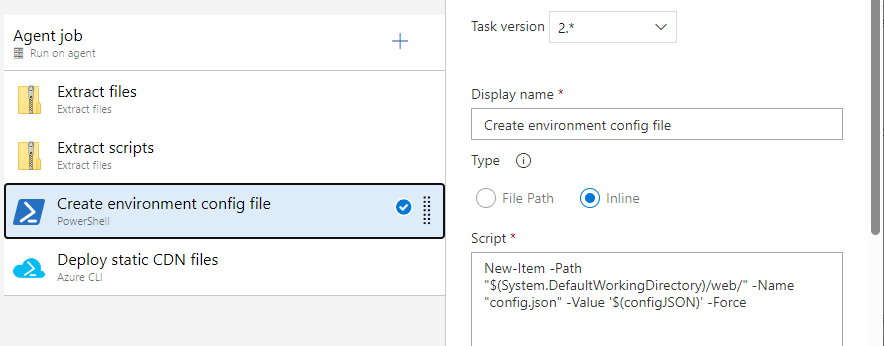 Agent job
Run on agent
Extract files
Extract files
Extract scripts
Extract files
Create environment config file
PowerShell
Deploy static CDN files
Azure CLI
Task version 2.*
Display name *
Create environment config file
Type
File Path Inline
Script *
New-Item -Path
"$(System.DefaultWorkingDirectory)/web/" -Name
"config.json" -Value '$(configJSON)' -Force